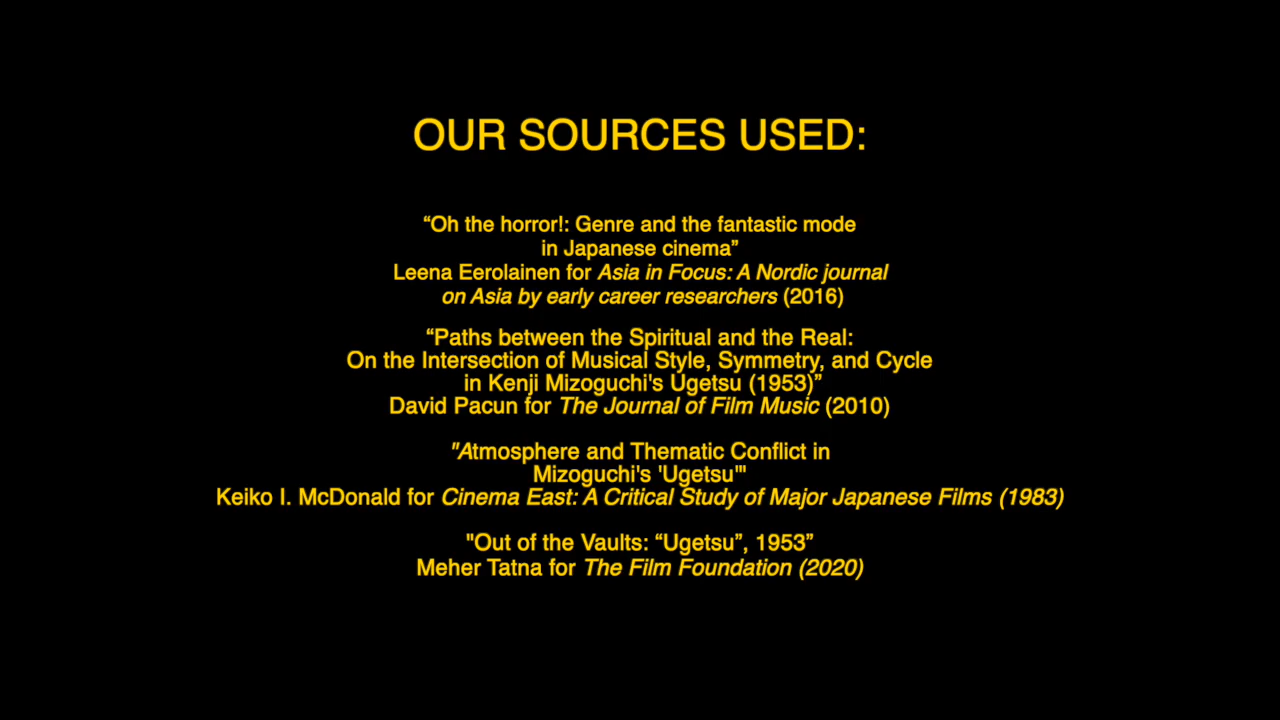 OUR SOURCES USED:
“Oh the horror!: Genre and the fantastic mode
in Japanese cinema”
Leena Eerolainen for Asia in Focus: A Nordic journal
on Asia by early career researchers (2016)
“Paths between the Spiritual and the Real:
On the Intersection of Musical Style, Symmetry, and Cycle
in Kenji Mizoguchi's Ugetsu (1953)”
David Pacun for The Journal of Film Music (2010)
"Atmosphere and Thematic Conflict in
Mizoguchi's 'Ugetsu'"
Keiko I. McDonald for Cinema East: A Critical Study of Major Japanese Films (1983)
"Out of the Vaults: “Ugetsu”, 1953”
Meher Tatna for The Film Foundation (2020)